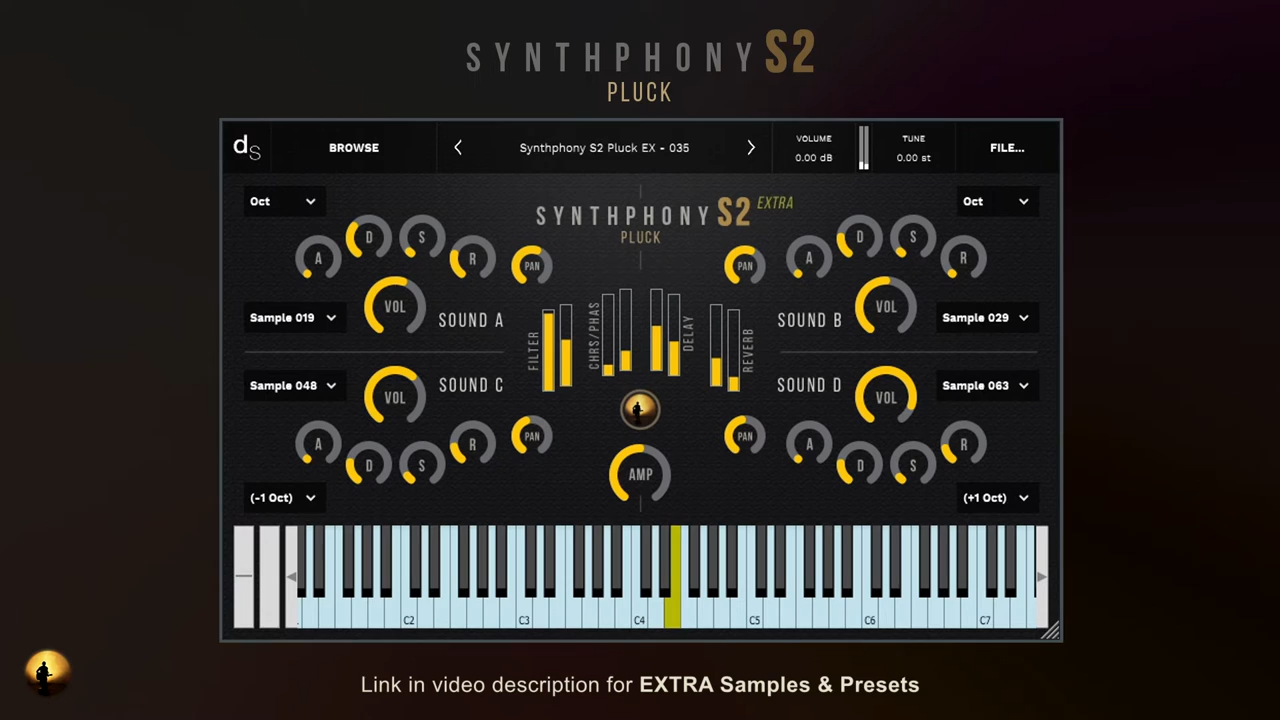 SYNTHPHONY S2
PLUCK
ds BROWSE Synthphony S2 Pluck EX - 035 VOLUME 0.00 dB TUNE 0.00 st FILE...
Oct SYNTHPHONY S2 EXTRA Oct
PLUCK
A D S R PAN PAN A D S R
VOL VOL
Sample 019 SOUND A SOUND B Sample 029
FILTER CHRS/PHAS DELAY REVERB
Sample 048 SOUND C SOUND D Sample 063
VOL VOL
A D S R PAN PAN A D S R
AMP
(-1 Oct) (+1 Oct)
C2 C3 C4 C5 C6 C7
Link in video description for EXTRA Samples & Presets